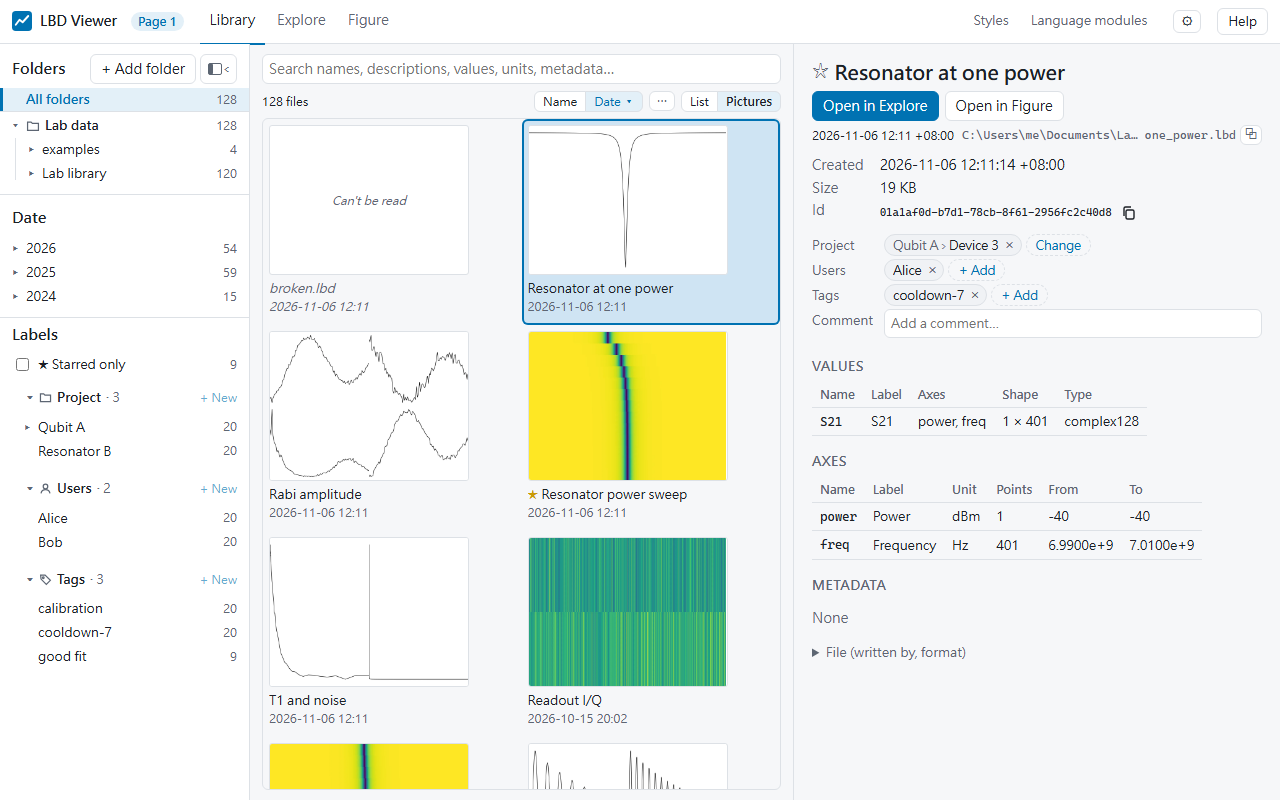 LBD Viewer Page 1 Library Explore Figure Styles Language modules Help
Folders + Add folder
All folders 128
Lab data 128
examples 4
Lab library 120
Date
2026 54
2025 59
2024 15
Labels
★ Starred only 9
Project · 3 + New
Qubit A 20
Resonator B 20
Users · 2 + New
Alice 20
Bob 20
Tags · 3 + New
calibration 20
cooldown-7 20
good fit 9
Search names, descriptions, values, units, metadata...
128 files Name Date ··· List Pictures
Can't be read
broken.lbd
2026-11-06 12:11
Resonator at one power
2026-11-06 12:11
Rabi amplitude
2026-11-06 12:11
★ Resonator power sweep
2026-11-06 12:11
T1 and noise
2026-11-06 12:11
Readout I/Q
2026-10-15 20:02
☆ Resonator at one power
Open in Explore Open in Figure
2026-11-06 12:11 +08:00 C:\Users\me\Documents\La… one_power.lbd
Created 2026-11-06 12:11:14 +08:00
Size 19 KB
Id 01a1af0d-b7d1-78cb-8f61-2956fc2c40d8
Project Qubit A › Device 3 × Change
Users Alice × + Add
Tags cooldown-7 × + Add
Comment Add a comment...
VALUES
Name Label Axes Shape Type
S21 S21 power, freq 1 × 401 complex128
AXES
Name Label Unit Points From To
power Power dBm 1 -40 -40
freq Frequency Hz 401 6.9900e+9 7.0100e+9
METADATA
None
File (written by, format)